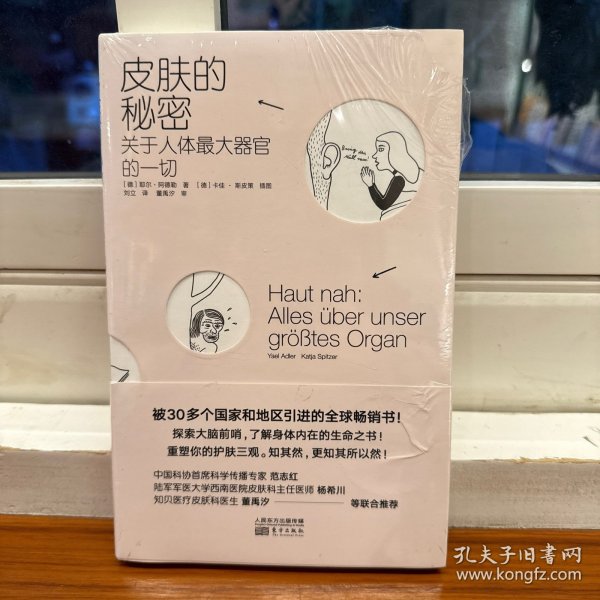 皮肤的
秘密
关于人体最大器官
的一切
[德]耶尔·阿德勒 著 [德]卡佳·斯皮策 插图
刘立 译 董禹汐 审
Haut nah:
Alles über unser
größtes Organ
Yael Adler Katja Spitzer
被30多个国家和地区引进的全球畅销书!
探索大脑前哨,了解身体内在的生命之书!
重塑你的护肤三观。知其然,更知其所以然!
中国科协首席科学传播专家 范志红
陆军军医大学西南医院皮肤科主任医师 杨希川
知贝医疗皮肤科医生 董禹汐 —— 等联合推荐
人民东方出版传媒
东方出版社
孔夫子旧书网
www.kongfz.com